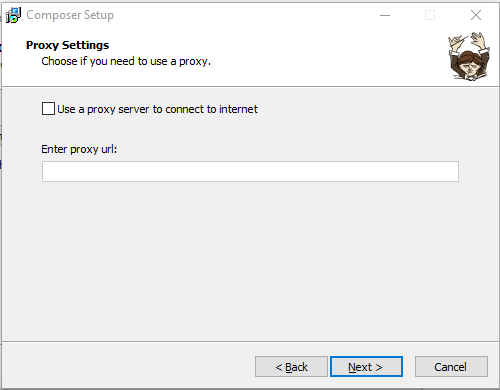 Composer Setup
Proxy Settings
Choose if you need to use a proxy.
Use a proxy server to connect to internet
Enter proxy url:
< Back
Next >
Cancel